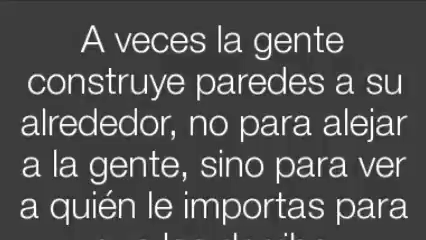 A veces la gente
construye paredes a su
alrededor, no para alejar
a la gente, sino para ver
a quién le importas para